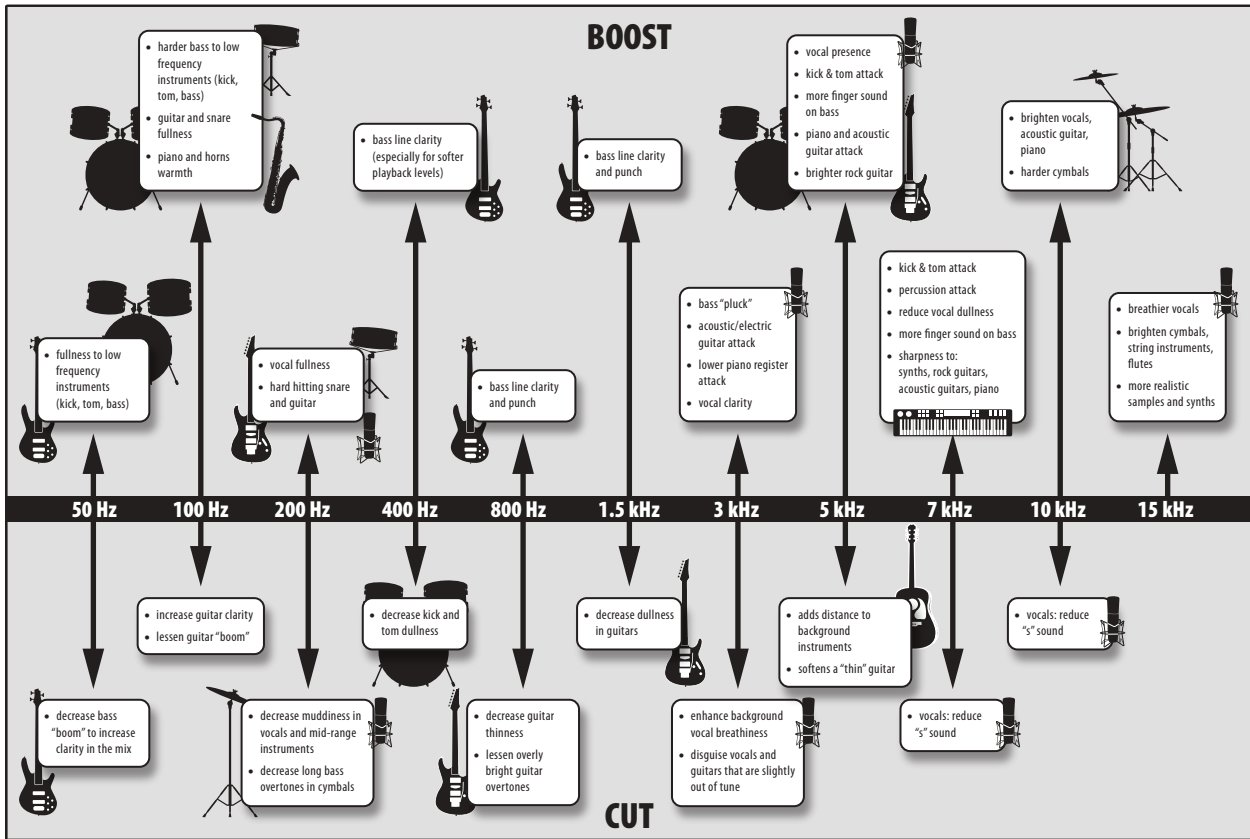 BOOST
• harder bass to low
frequency
instruments (kick,
tom, bass)
• guitar and snare
fullness
• piano and horns
warmth
• bass line clarity
(especially for softer
playback levels)
• bass line clarity
and punch
• vocal presence
• kick & tom attack
• more finger sound
on bass
• piano and acoustic
guitar attack
• brighter rock guitar
• brighten vocals,
acoustic guitar,
piano
• harder cymbals
• fullness to low
frequency
instruments
(kick, tom, bass)
• vocal fullness
• hard hitting snare
and guitar
• bass line clarity
and punch
• bass “pluck”
• acoustic/electric
guitar attack
• lower piano register
attack
• vocal clarity
• kick & tom attack
• percussion attack
• reduce vocal dullness
• more finger sound on bass
• sharpness to:
synths, rock guitars,
acoustic guitars, piano
• breathier vocals
• brighten cymbals,
string instruments,
flutes
• more realistic
samples and synths
50 Hz 100 Hz 200 Hz 400 Hz 800 Hz 1.5 kHz 3 kHz 5 kHz 7 kHz 10 kHz 15 kHz
• increase guitar clarity
• lessen guitar “boom”
• decrease kick and
tom dullness
• decrease dullness
in guitars
• adds distance to
background
instruments
• softens a “thin” guitar
• vocals: reduce
“s” sound
• decrease bass
“boom” to increase
clarity in the mix
• decrease muddiness in
vocals and mid-range
instruments
• decrease long bass
overtones in cymbals
• decrease guitar
thinness
• lessen overly
bright guitar
overtones
• enhance background
vocal breathiness
• disguise vocals and
guitars that are slightly
out of tune
• vocals: reduce
“s” sound
CUT